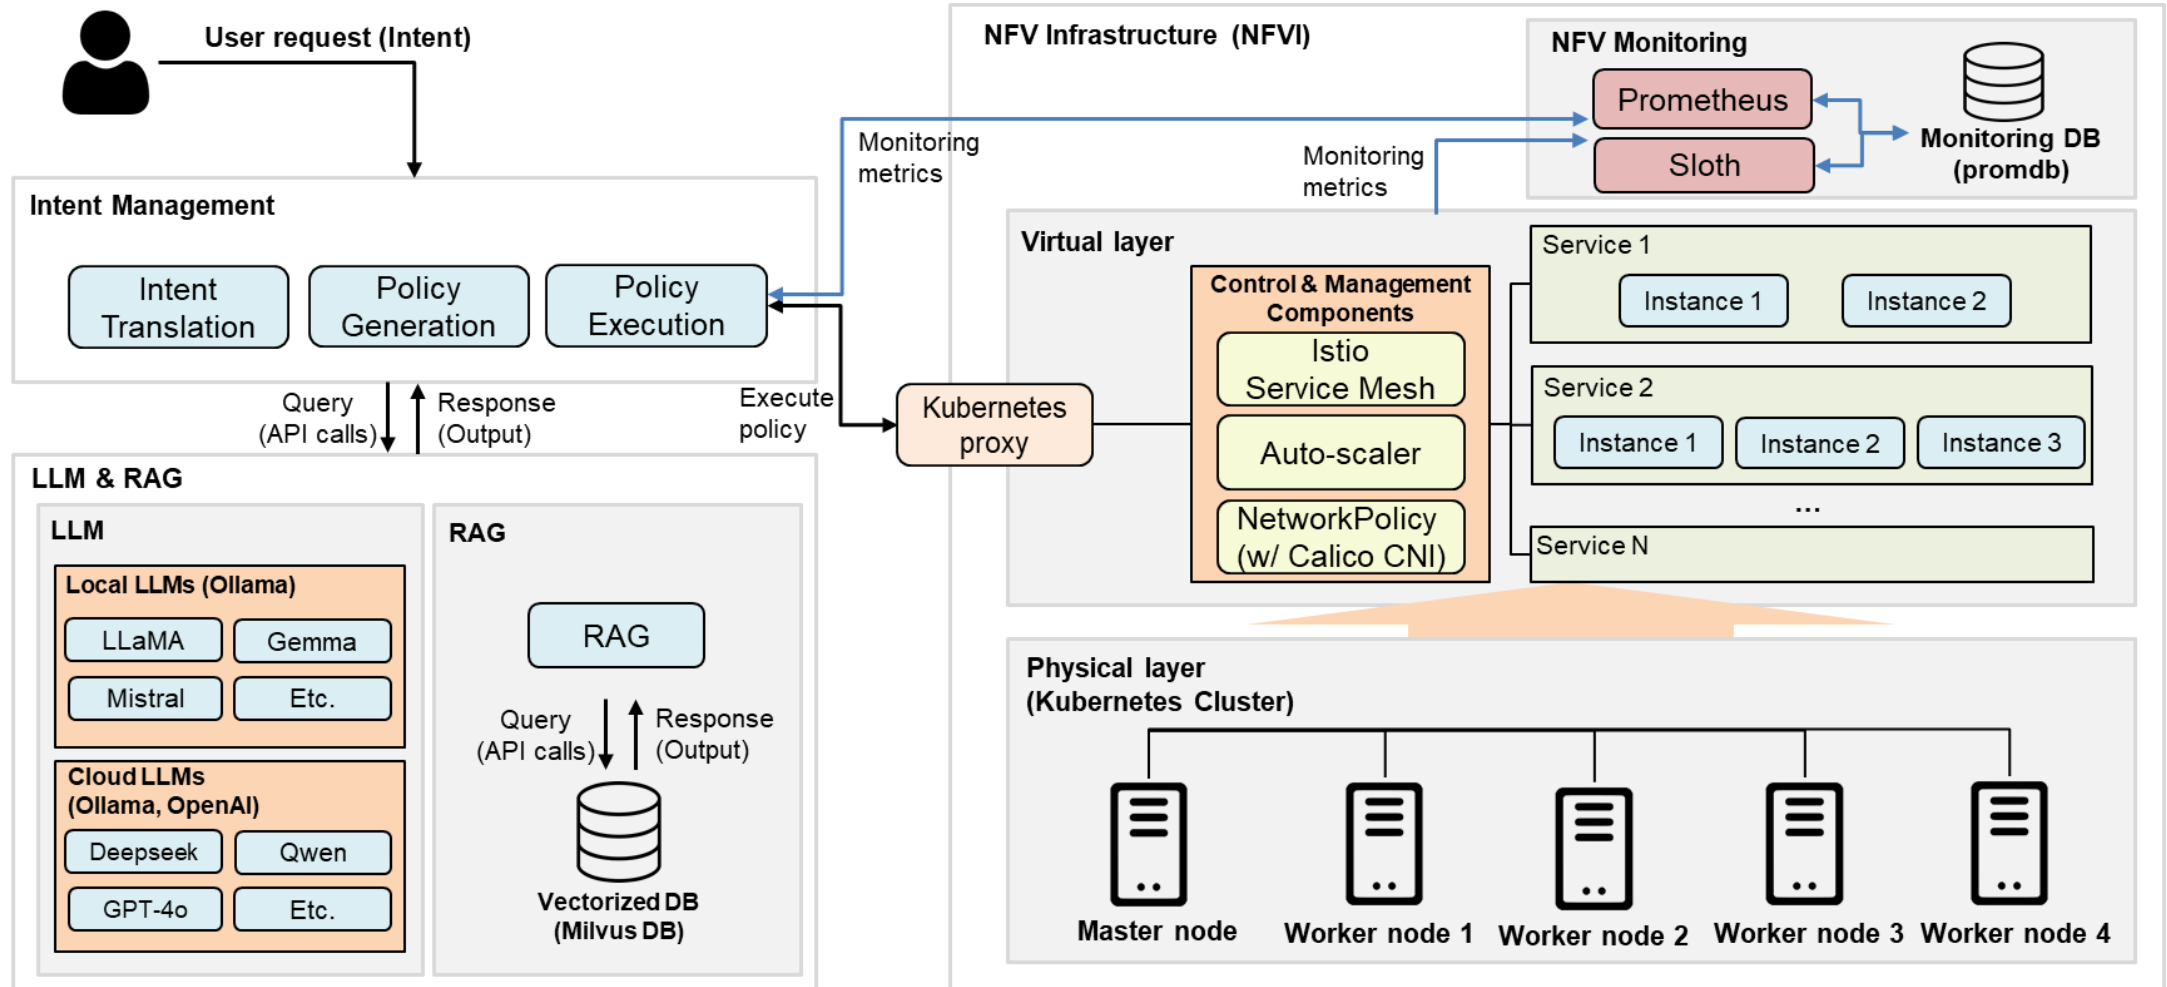 User request (Intent)
Intent Management
Intent
Translation
Policy
Generation
Policy
Execution
Query
(API calls)
Response
(Output)
Execute
policy
Monitoring
metrics
LLM & RAG
LLM
Local LLMs (Ollama)
LLaMA
Gemma
Mistral
Etc.
Cloud LLMs
(Ollama, OpenAI)
Deepseek
Qwen
GPT-4o
Etc.
RAG
RAG
Query
(API calls)
Response
(Output)
Vectorized DB
(Milvus DB)
Kubernetes
proxy
NFV Infrastructure (NFVI)
NFV Monitoring
Prometheus
Sloth
Monitoring DB
(promdb)
Monitoring
metrics
Virtual layer
Control & Management
Components
Istio
Service Mesh
Auto-scaler
NetworkPolicy
(w/ Calico CNI)
Service 1
Instance 1
Instance 2
Service 2
Instance 1
Instance 2
Instance 3
...
Service N
Physical layer
(Kubernetes Cluster)
Master node
Worker node 1
Worker node 2
Worker node 3
Worker node 4